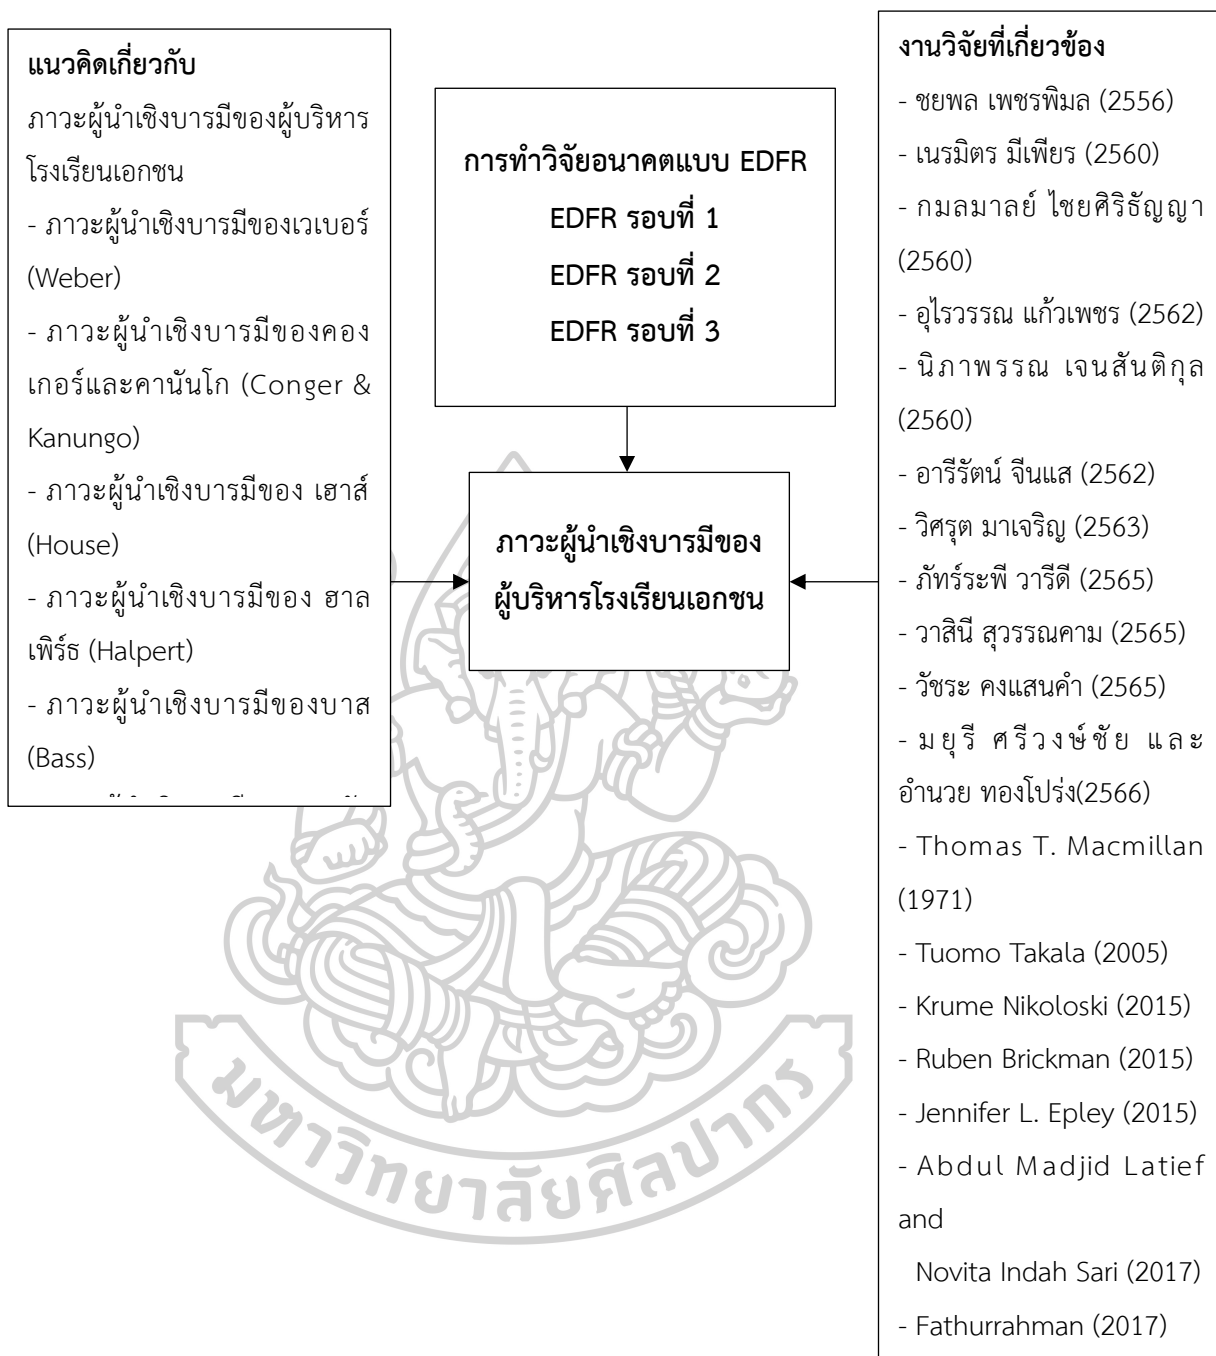 แนวคิดเกี่ยวกับ
ภาวะผู้นำเชิงบารมีของผู้บริหาร
โรงเรียนเอกชน
- ภาวะผู้นำเชิงบารมีของเวเบอร์
(Weber)
- ภาวะผู้นำเชิงบารมีของคอง
เกอร์และคานันโก (Conger &
Kanungo)
- ภาวะผู้นำเชิงบารมีของ เฮาส์
(House)
- ภาวะผู้นำเชิงบารมีของ ฮาล
เพิร์ธ (Halpert)
- ภาวะผู้นำเชิงบารมีของบาส
(Bass)
การทำวิจัยอนาคตแบบ EDFR
EDFR รอบที่ 1
EDFR รอบที่ 2
EDFR รอบที่ 3
ภาวะผู้นำเชิงบารมีของ
ผู้บริหารโรงเรียนเอกชน
งานวิจัยที่เกี่ยวข้อง
- ชยพล เพชรพิมล (2556)
- เนรมิตร มีเพียร (2560)
- กมลมาลย์ ไชยศิริธัญญา
(2560)
- อุไรวรรณ แก้วเพชร (2562)
- นิภาพรรณ เจนสันติกุล
(2560)
- อารีรัตน์ จีนแส (2562)
- วิศรุต มาเจริญ (2563)
- ภัทร์ระพี วารีดี (2565)
- วาสินี สุวรรณคาม (2565)
- วัชระ คงแสนคำ (2565)
- มยุรี ศรีวงษ์ชัย และ
อำนวย ทองโปร่ง(2566)
- Thomas T. Macmillan
(1971)
- Tuomo Takala (2005)
- Krume Nikoloski (2015)
- Ruben Brickman (2015)
- Jennifer L. Epley (2015)
- Abdul Madjid Latief
and
Novita Indah Sari (2017)
- Fathurrahman (2017)
มหาวิทยาลัยศิลปากร